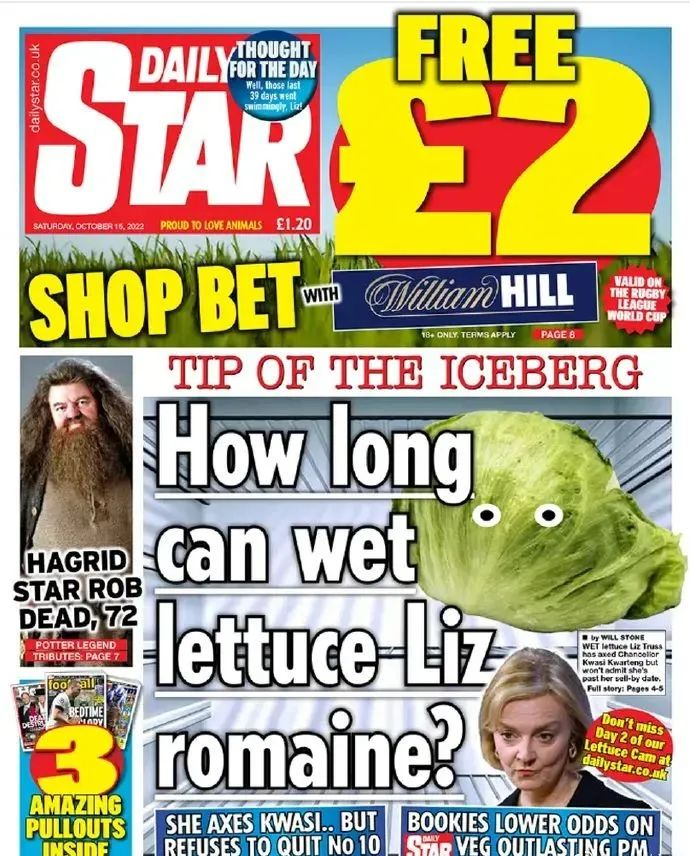 dailystar.co.uk
DAILY
STAR
THOUGHT
FOR THE DAY
Well, those last
39 days went
swimmingly, Liz!
SATURDAY, OCTOBER 15, 2022
PROUD TO LOVE ANIMALS
£1.20
FREE
£2
SHOP BET
WITH
William HILL
VALID ON
THE RUGBY
LEAGUE
WORLD CUP
18+ ONLY. TERMS APPLY
PAGE 8
TIP OF THE ICEBERG
How long
can wet
lettuce Liz
romaine?
HAGRID
STAR ROB
DEAD, 72
POTTER LEGEND
TRIBUTES: PAGE 7
by WILL STONE
WET lettuce Liz Truss
has axed Chancellor
Kwasi Kwarteng but
won't admit she's
past her sell-by date.
Full story: Pages 4-5
Don't miss
Day 2 of our
Lettuce Cam at
dailystar.co.uk
football
BEDTIME
GLORY
3
AMAZING
PULLOUTS
INSIDE
SHE AXES KWASI.. BUT
REFUSES TO QUIT No 10
BOOKIES LOWER ODDS ON
DAILY
STAR VEG OUTLASTING PM